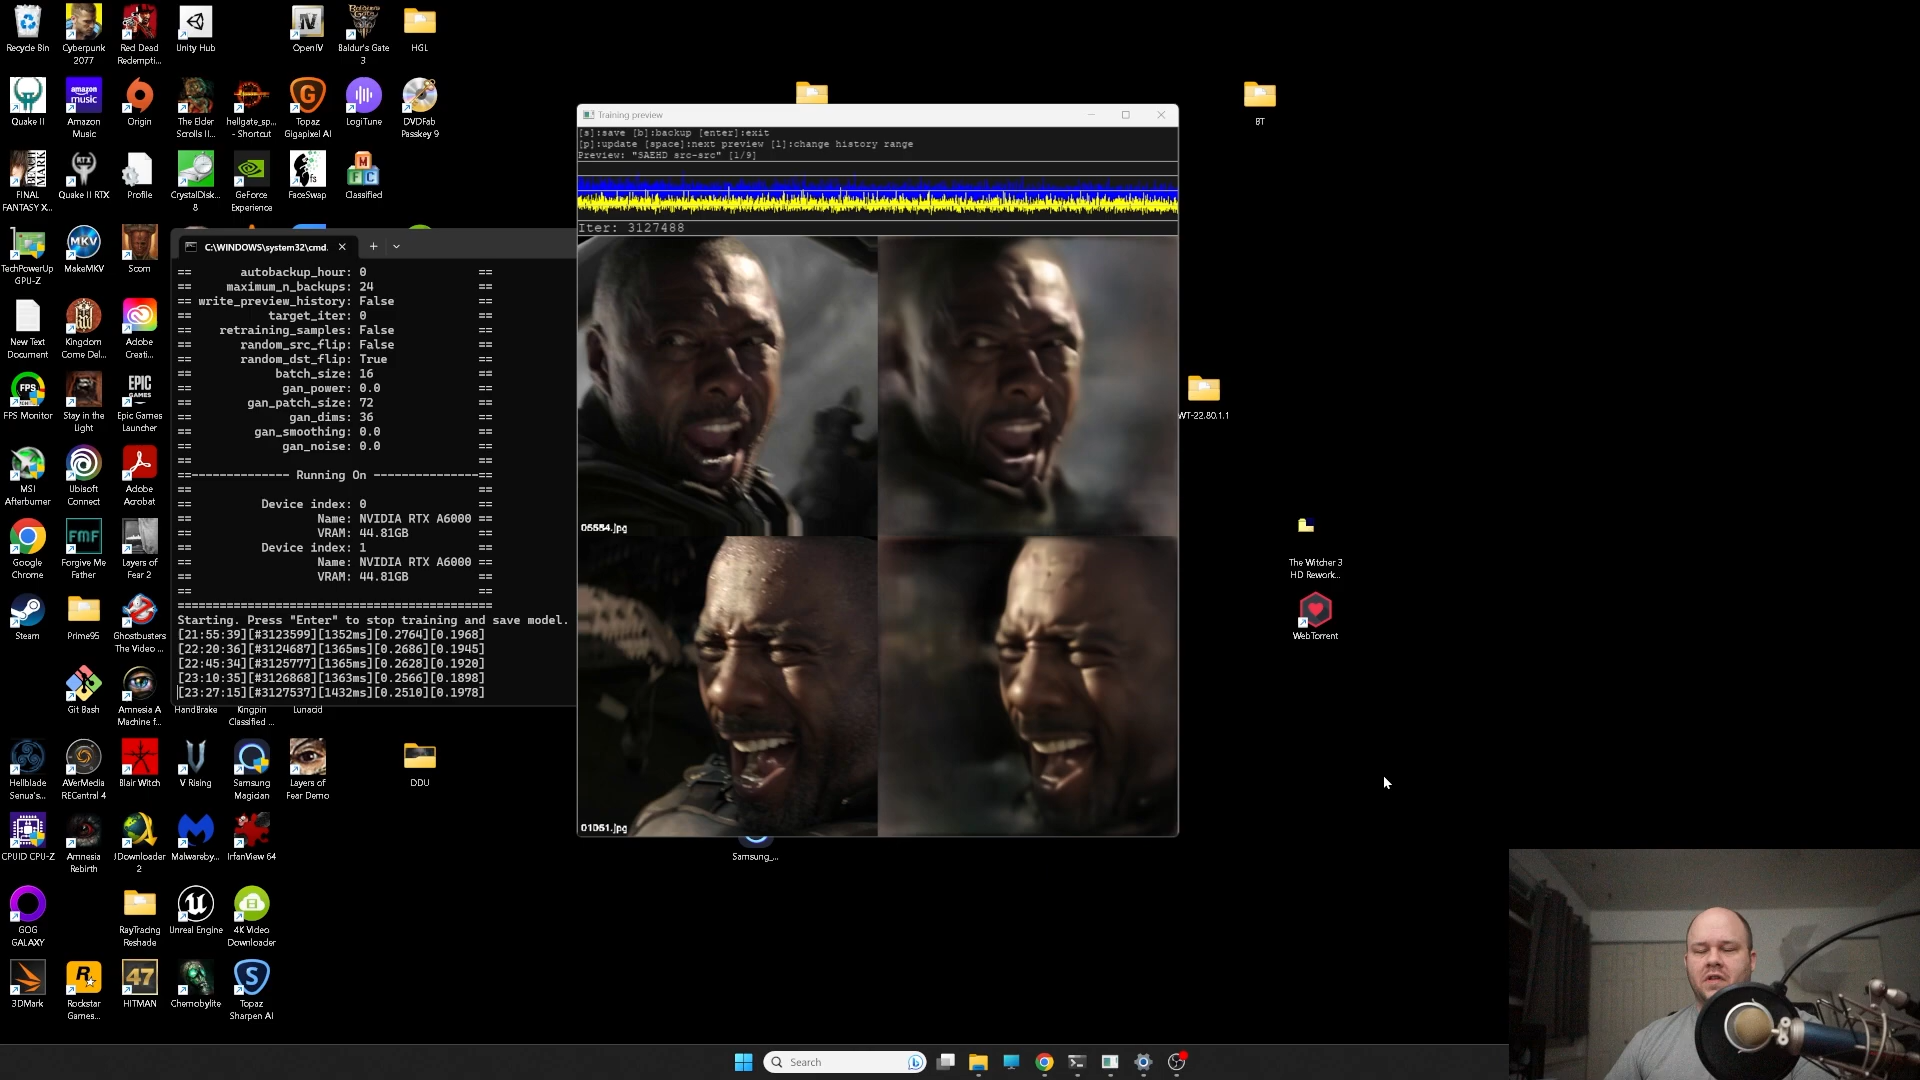 Recycle Bin
Cyberpunk
2077
Red Dead
Redempti...
Unity Hub
OpenIV
Baldur's Gate
3
HGL
Quake II
Amazon
Music
Origin
The Elder
Scrolls II...
hellgate_sp...
- Shortcut
Topaz
Gigapixel AI
LogiTune
DVDFab
Passkey 9
BT
FINAL
FANTASY X...
Quake II RTX
Profile
CrystalDisk...
8
GeForce
Experience
FaceSwap
Classified
TechPowerUp
GPU-Z
MakeMKV
Scorn
New Text
Document
Kingdom
Come Del...
Adobe
Creati...
FPS Monitor
Stay in the
Light
Epic Games
Launcher
MSI
Afterburner
Ubisoft
Connect
Adobe
Acrobat
Google
Chrome
Forgive Me
Father
Layers of
Fear 2
Steam
Prime95
Ghostbusters
The Video ...
Git Bash
Amnesia A
Machine f...
HandBrake
Kingpin
Classified ...
Lunacid
Hellblade
Senua's...
AVerMedia
RECentral 4
Blair Witch
V Rising
Samsung
Magician
Layers of
Fear Demo
DDU
CPUID CPU-Z
Amnesia
Rebirth
JDownloader
2
Malwareby...
IrfanView 64
GOG
GALAXY
RayTracing
Reshade
Unreal Engine
4K Video
Downloader
3DMark
Rockstar
Games...
HITMAN
Chernobylite
Topaz
Sharpen AI
WT-22.80.1.1
The Witcher 3
HD Rework...
WebTorrent
Samsung_...
C:\WINDOWS\system32\cmd.
== autobackup_hour: 0 ==
== maximum_n_backups: 24 ==
== write_preview_history: False ==
== target_iter: 0 ==
== retraining_samples: False ==
== random_src_flip: False ==
== random_dst_flip: True ==
== batch_size: 16 ==
== gan_power: 0.0 ==
== gan_patch_size: 72 ==
== gan_dims: 36 ==
== gan_smoothing: 0.0 ==
== gan_noise: 0.0 ==
== ==
==--------------- Running On ---------------==
== ==
== Device index: 0 ==
== Name: NVIDIA RTX A6000 ==
== VRAM: 44.81GB ==
== Device index: 1 ==
== Name: NVIDIA RTX A6000 ==
== VRAM: 44.81GB ==
== ==
=============================================
Starting. Press "Enter" to stop training and save model.
[21:55:39][#3123599][1352ms][0.2764][0.1968]
[22:20:36][#3124687][1365ms][0.2686][0.1945]
[22:45:34][#3125777][1365ms][0.2628][0.1920]
[23:10:35][#3126868][1363ms][0.2566][0.1898]
[23:27:15][#3127537][1432ms][0.2510][0.1978]
Training preview
[s]:save [b]:backup [enter]:exit
[p]:update [space]:next preview [l]:change history range
Preview: "SAEHD src-src" [1/9]
Iter: 3127488
05584.jpg
01051.jpg
Search